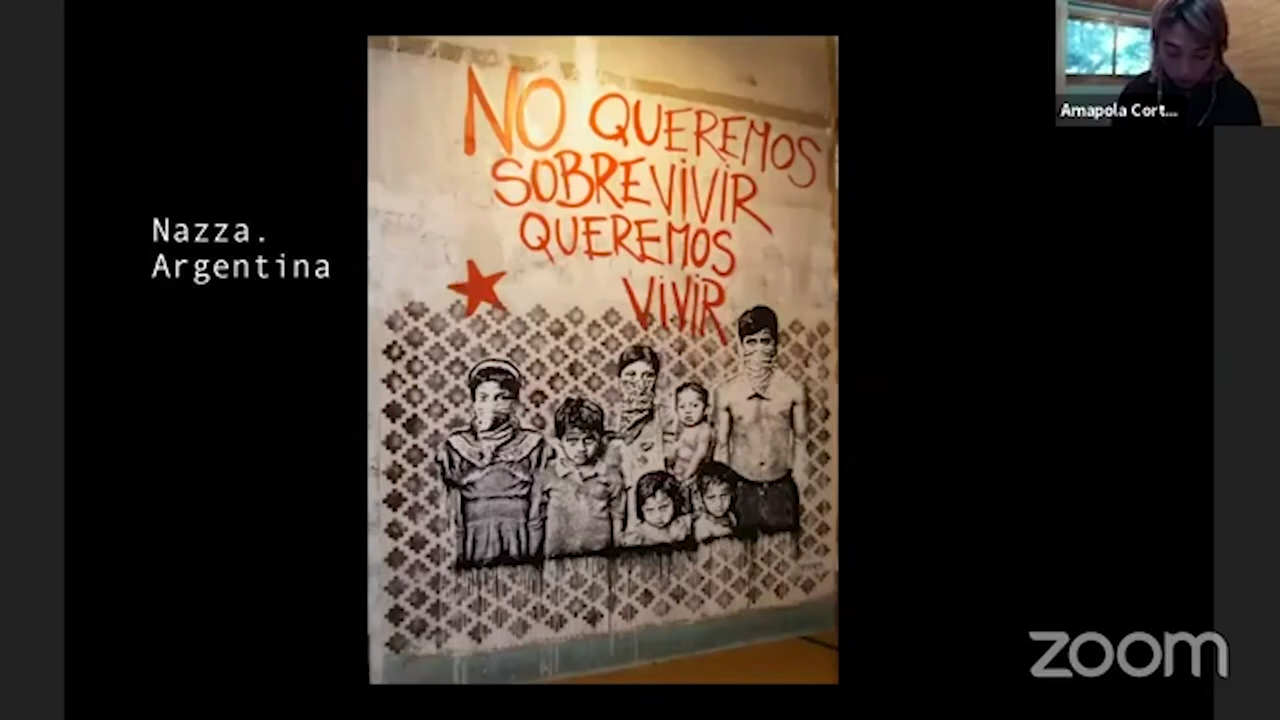 Nazza.
Argentina
NO QUEREMOS
SOBREViViR
QUEREMOS
ViViR
Amapola Cort...
zoom